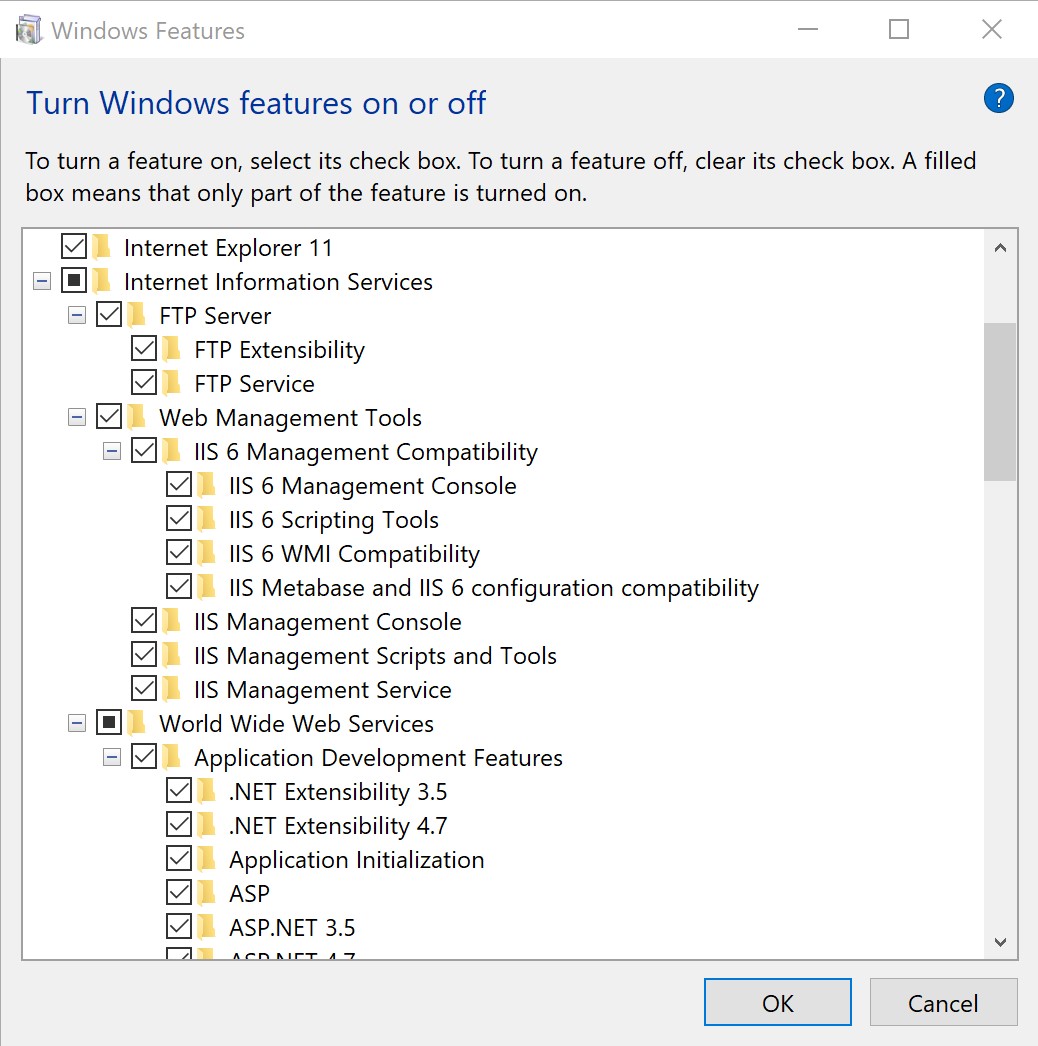 Windows Features
Turn Windows features on or off
?
To turn a feature on, select its check box. To turn a feature off, clear its check box. A filled
box means that only part of the feature is turned on.
Internet Explorer 11
Internet Information Services
FTP Server
FTP Extensibility
FTP Service
Web Management Tools
IIS 6 Management Compatibility
IIS 6 Management Console
IIS 6 Scripting Tools
IIS 6 WMI Compatibility
IIS Metabase and IIS 6 configuration compatibility
IIS Management Console
IIS Management Scripts and Tools
IIS Management Service
World Wide Web Services
Application Development Features
.NET Extensibility 3.5
.NET Extensibility 4.7
Application Initialization
ASP
ASP.NET 3.5
ASP.NET 4.7
OK
Cancel